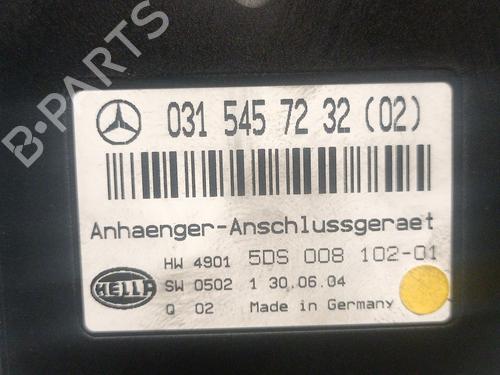 B-PARTS
031 545 72 32 (02)
Anhaenger-Anschlussgeraet
HW 4901 5DS 008 102-01
HELLA SW 0502 1 30.06.04
Q 02 Made in Germany